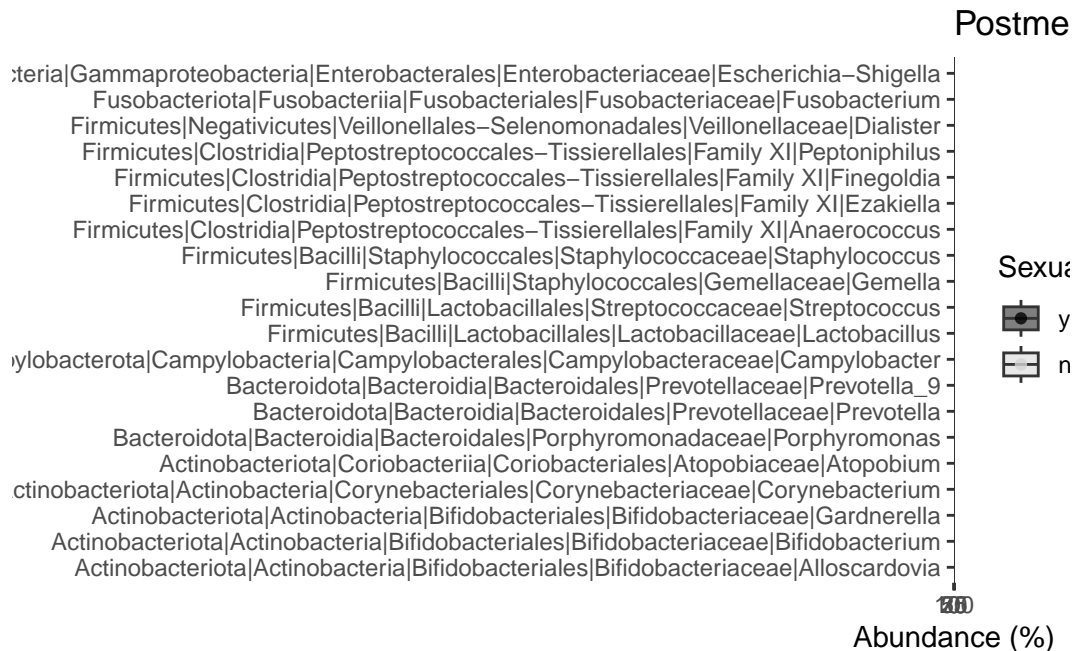 Postme
cteria|Gammaproteobacteria|Enterobacterales|Enterobacteriaceae|Escherichia−Shigella
Fusobacteriota|Fusobacteriia|Fusobacteriales|Fusobacteriaceae|Fusobacterium
Firmicutes|Negativicutes|Veillonellales−Selenomonadales|Veillonellaceae|Dialister
Firmicutes|Clostridia|Peptostreptococcales−Tissierellales|Family XI|Peptoniphilus
Firmicutes|Clostridia|Peptostreptococcales−Tissierellales|Family XI|Finegoldia
Firmicutes|Clostridia|Peptostreptococcales−Tissierellales|Family XI|Ezakiella
Firmicutes|Clostridia|Peptostreptococcales−Tissierellales|Family XI|Anaerococcus
Firmicutes|Bacilli|Staphylococcales|Staphylococcaceae|Staphylococcus
Firmicutes|Bacilli|Staphylococcales|Gemellaceae|Gemella
Firmicutes|Bacilli|Lactobacillales|Streptococcaceae|Streptococcus
Firmicutes|Bacilli|Lactobacillales|Lactobacillaceae|Lactobacillus
pylobacterota|Campylobacteria|Campylobacterales|Campylobacteraceae|Campylobacter
Bacteroidota|Bacteroidia|Bacteroidales|Prevotellaceae|Prevotella_9
Bacteroidota|Bacteroidia|Bacteroidales|Prevotellaceae|Prevotella
Bacteroidota|Bacteroidia|Bacteroidales|Porphyromonadaceae|Porphyromonas
Actinobacteriota|Coriobacteriia|Coriobacteriales|Atopobiaceae|Atopobium
ctinobacteriota|Actinobacteria|Corynebacteriales|Corynebacteriaceae|Corynebacterium
Actinobacteriota|Actinobacteria|Bifidobacteriales|Bifidobacteriaceae|Gardnerella
Actinobacteriota|Actinobacteria|Bifidobacteriales|Bifidobacteriaceae|Bifidobacterium
Actinobacteriota|Actinobacteria|Bifidobacteriales|Bifidobacteriaceae|Alloscardovia
Abundance (%)
Sexua
y
n